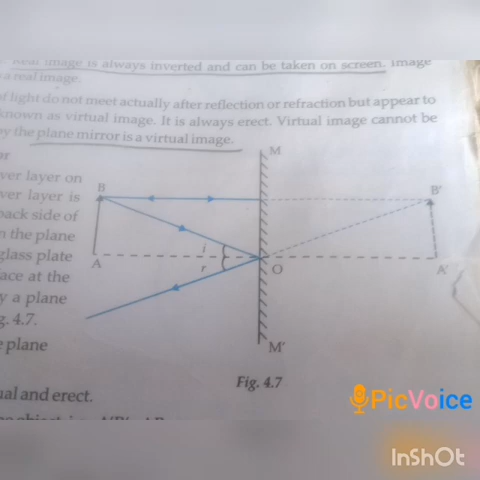 Real image is always inverted and can be taken on screen. Image
a real image.
of light do not meet actually after reflection or refraction but appear to
known as virtual image. It is always erect. Virtual image cannot be
by the plane mirror is a virtual image.
or
ver layer on
ver layer is
back side of
n the plane
glass plate
ace at the
y a plane
g. 4.7.
e plane
ual and erect.
M
B
B'
i
r
A
O
A'
M'
Fig. 4.7
PicVoice
InShOt